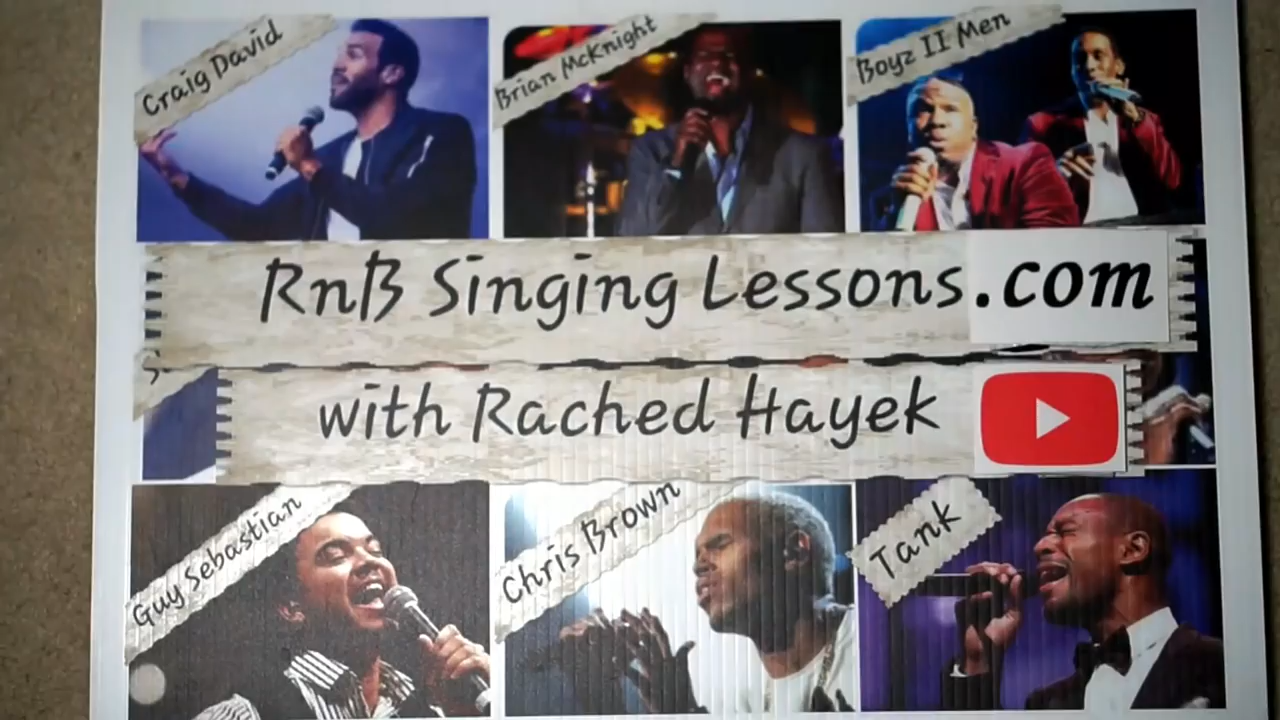 Craig David
Brian McKnight
Boyz II Men
RnB Singing Lessons.com
with Rached Hayek
Guy Sebastian
Chris Brown
Tank